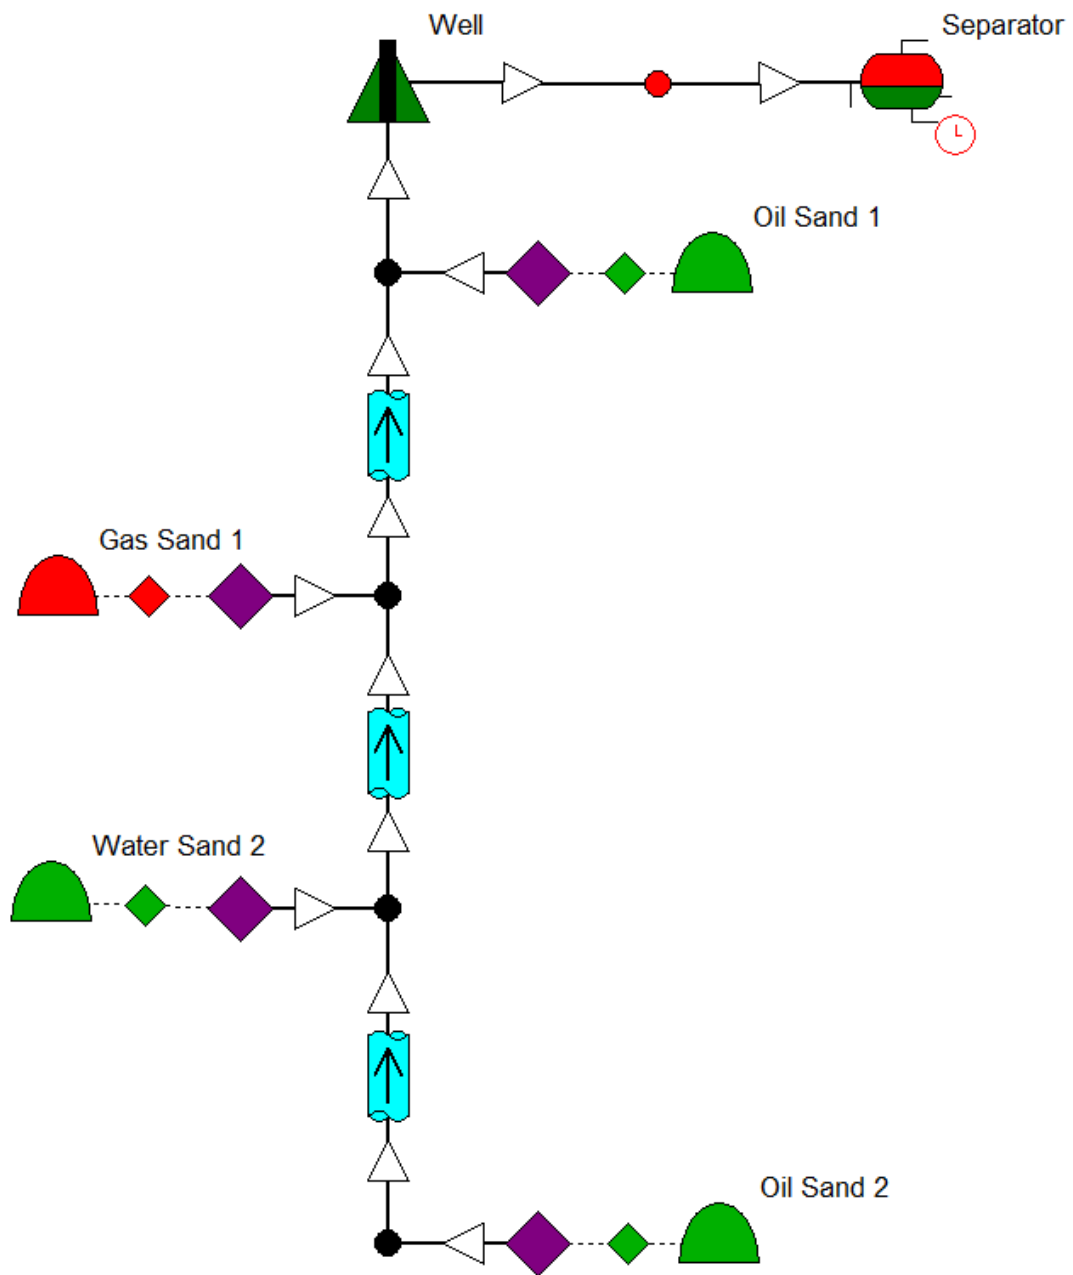 Well
Separator
Oil Sand 1
Gas Sand 1
Water Sand 2
Oil Sand 2